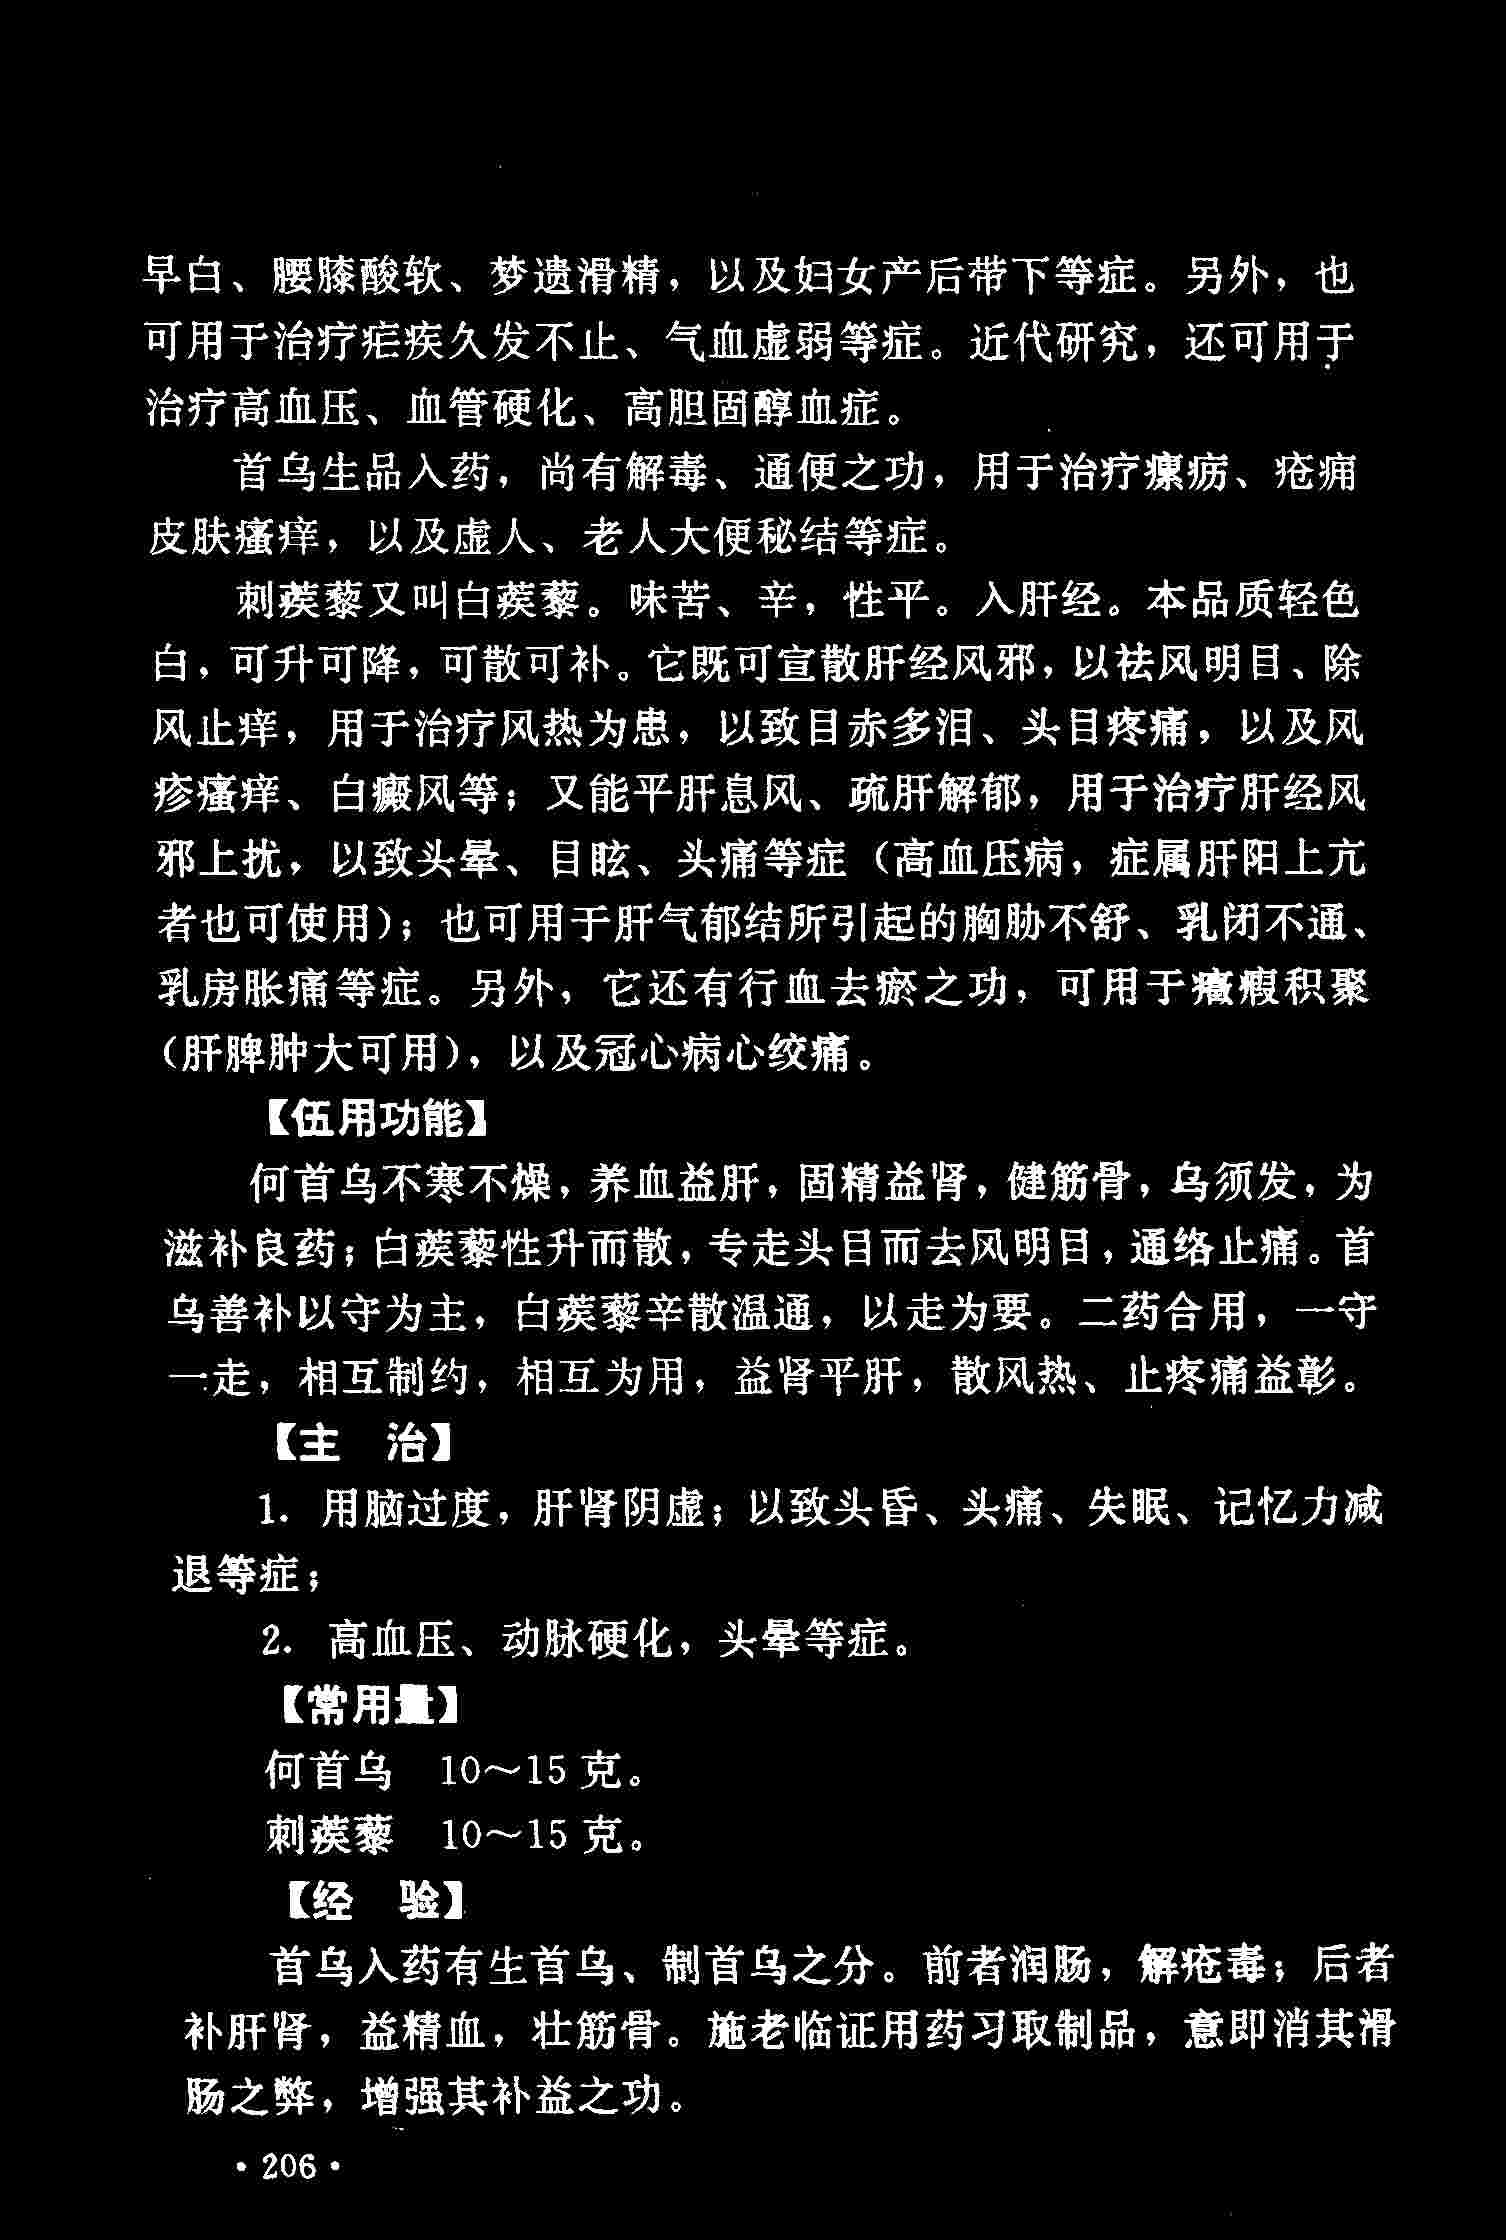 早白、腰膝酸软、梦遗滑精，以及妇女产后带下等症。另外，也
可用于治疗疟疾久发不止、气血虚弱等症。近代研究，还可用于
治疗高血压、血管硬化、高胆固醇血症。
首乌生品入药，尚有解毒、通便之功，用于治疗瘰疬、疮痈
皮肤瘙痒，以及虚人、老人大便秘结等症。
刺蒺藜又叫白蒺藜。味苦、辛，性平。入肝经。本品质轻色
白，可升可降，可散可补。它既可宣散肝经风邪，以祛风明目、除
风止痒，用于治疗风热为患，以致目赤多泪、头目疼痛，以及风
疹瘙痒、白癜风等；又能平肝息风、疏肝解郁，用于治疗肝经风
邪上扰，以致头晕、目眩、头痛等症（高血压病，症属肝阳上亢
者也可使用）；也可用于肝气郁结所引起的胸胁不舒、乳闭不通、
乳房胀痛等症。另外，它还有行血去瘀之功，可用于癥瘕积聚
（肝脾肿大可用），以及冠心病心绞痛。
【伍用功能】
何首乌不寒不燥，养血益肝，固精益肾，健筋骨，乌须发，为
滋补良药；白蒺藜性升而散，专走头目而去风明目，通络止痛。首
乌善补以守为主，白蒺藜辛散温通，以走为要。二药合用，一守
一走，相互制约，相互为用，益肾平肝，散风热、止疼痛益彰。
【主　治】
1. 用脑过度，肝肾阴虚；以致头昏、头痛、失眠、记忆力减
退等症；
2. 高血压、动脉硬化，头晕等症。
【常用量】
何首乌　10～15 克。
刺蒺藜　10～15 克。
【经　验】
首乌入药有生首乌、制首乌之分。前者润肠，解疮毒；后者
补肝肾，益精血，壮筋骨。施老临证用药习取制品，意即消其滑
肠之弊，增强其补益之功。
· 206 ·